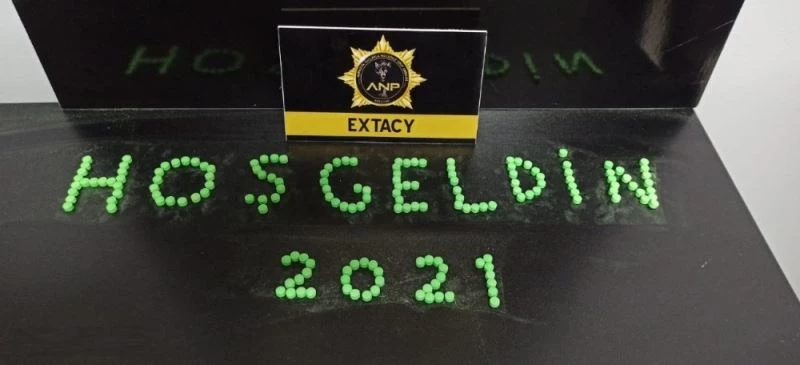 ANP
EXTACY
HOŞGELDİN
2021